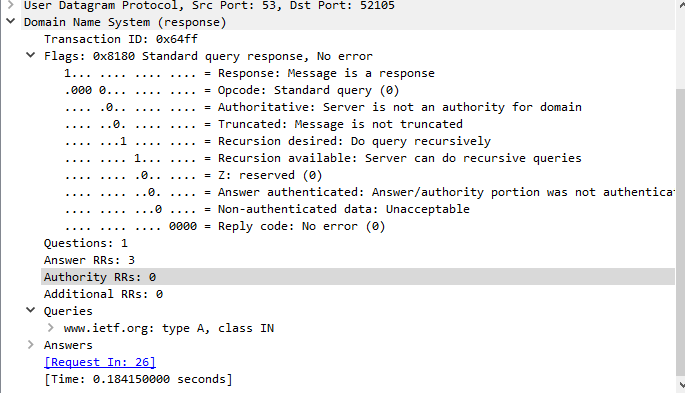 User Datagram Protocol, Src Port: 53, Dst Port: 52105
Domain Name System (response)
Transaction ID: 0x64ff
Flags: 0x8180 Standard query response, No error
1... .... .... .... = Response: Message is a response
.000 0... .... .... = Opcode: Standard query (0)
.... .0.. .... .... = Authoritative: Server is not an authority for domain
.... ..0. .... .... = Truncated: Message is not truncated
.... ...1 .... .... = Recursion desired: Do query recursively
.... .... 1... .... = Recursion available: Server can do recursive queries
.... .... .0.. .... = Z: reserved (0)
.... .... ..0. .... = Answer authenticated: Answer/authority portion was not authenticat
.... .... ...0 .... = Non-authenticated data: Unacceptable
.... .... .... 0000 = Reply code: No error (0)
Questions: 1
Answer RRs: 3
Authority RRs: 0
Additional RRs: 0
Queries
www.ietf.org: type A, class IN
Answers
[Request In: 26]
[Time: 0.184150000 seconds]